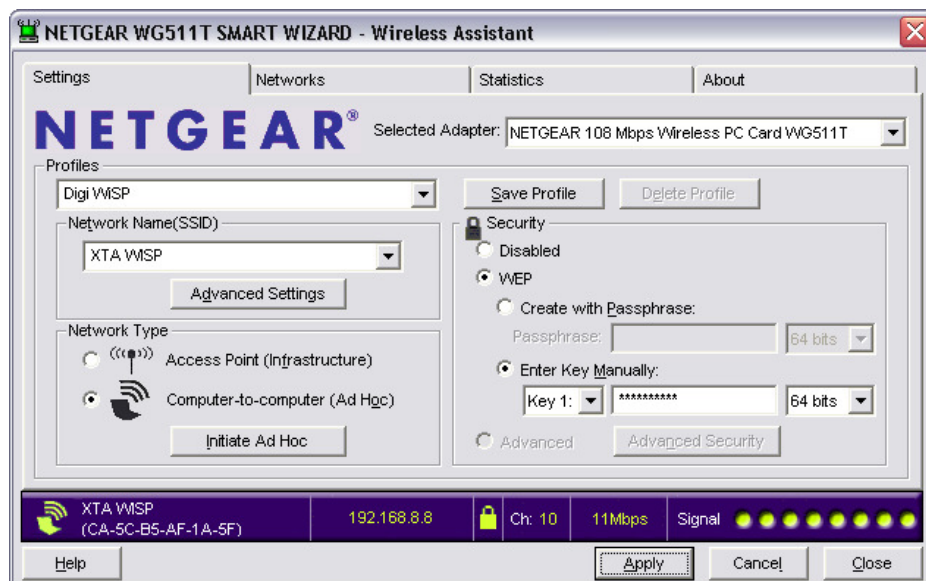 NETGEAR WG511T SMART WIZARD - Wireless Assistant
Settings
Networks
Statistics
About
NETGEAR®
Selected Adapter: NETGEAR 108 Mbps Wireless PC Card WG511T
Profiles
Digi WiSP
Save Profile
Delete Profile
Network Name(SSID)
XTA WISP
Advanced Settings
Network Type
Access Point (Infrastructure)
Computer-to-computer (Ad Hoc)
Initiate Ad Hoc
Security
Disabled
WEP
Create with Passphrase:
Passphrase: 64 bits
Enter Key Manually:
Key 1: ********** 64 bits
Advanced
Advanced Security
XTA WISP
(CA-5C-B5-AF-1A-5F)
192.168.8.8
Ch: 10
11Mbps
Signal
Help
Apply
Cancel
Close